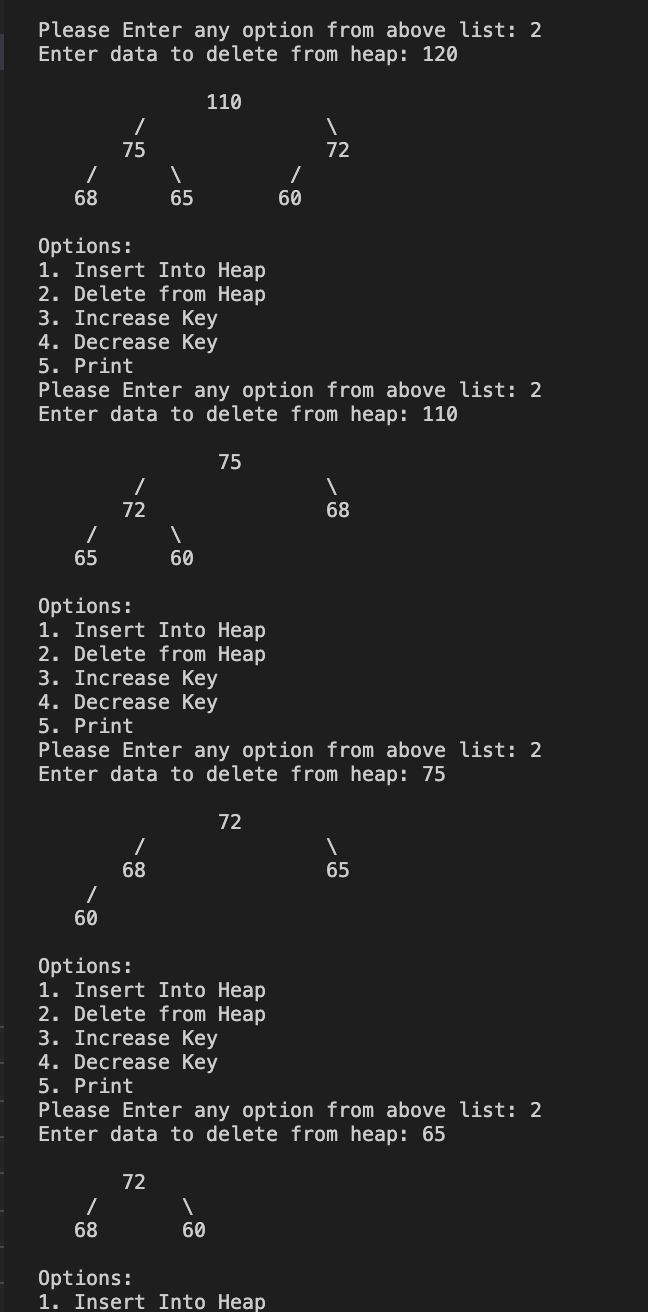 Please Enter any option from above list: 2
Enter data to delete from heap: 120
110
/ \
75 72
/ \ /
68 65 60
Options:
1. Insert Into Heap
2. Delete from Heap
3. Increase Key
4. Decrease Key
5. Print
Please Enter any option from above list: 2
Enter data to delete from heap: 110
75
/ \
72 68
/ \
65 60
Options:
1. Insert Into Heap
2. Delete from Heap
3. Increase Key
4. Decrease Key
5. Print
Please Enter any option from above list: 2
Enter data to delete from heap: 75
72
/ \
68 65
/
60
Options:
1. Insert Into Heap
2. Delete from Heap
3. Increase Key
4. Decrease Key
5. Print
Please Enter any option from above list: 2
Enter data to delete from heap: 65
72
/ \
68 60
Options:
1. Insert Into Heap